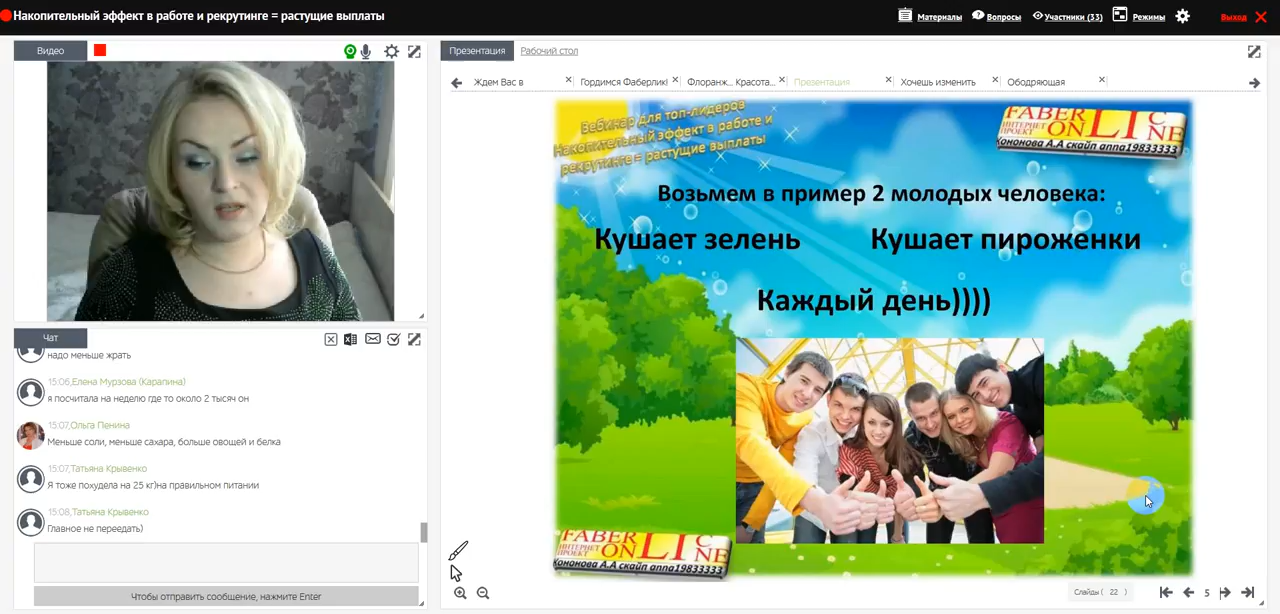 Накопительный эффект в работе и рекрутинге = растущие выплаты
Материалы
Вопросы
Участники (33)
Режимы
Выход
Видео
Презентация
Рабочий стол
Ждем Вас в
Гордимся Фаберлик!
Флоранж... Красота...
Презентация
Хочешь изменить
Ободряющая
Вебинар для топ-лидеров
Накопительный эффект в работе и
рекрутинге = растущие выплаты
FABER LI C
ИНТЕРНЕТ ПРОЕКТ ON NE
Кононова А.А скайп anna19833333
Возьмем в пример 2 молодых человека:
Кушает зелень
Кушает пироженки
Каждый день))))
FABER LI C
ИНТЕРНЕТ ПРОЕКТ ON NE
Кононова А.А скайп anna19833333
Чат
надо меньше жрать
15:06,Елена Мурзова (Карапина)
я посчитала на неделю где то около 2 тысяч он
15:07,Ольга Пенина
Меньше соли, меньше сахара, больше овощей и белка
15:07,Татьяна Крывенко
Я тоже похудела на 25 кг)на правильном питании
15:08,Татьяна Крывенко
Главное не переедать)
Чтобы отправить сообщение, нажмите Enter
Слайды ( 22 )
5